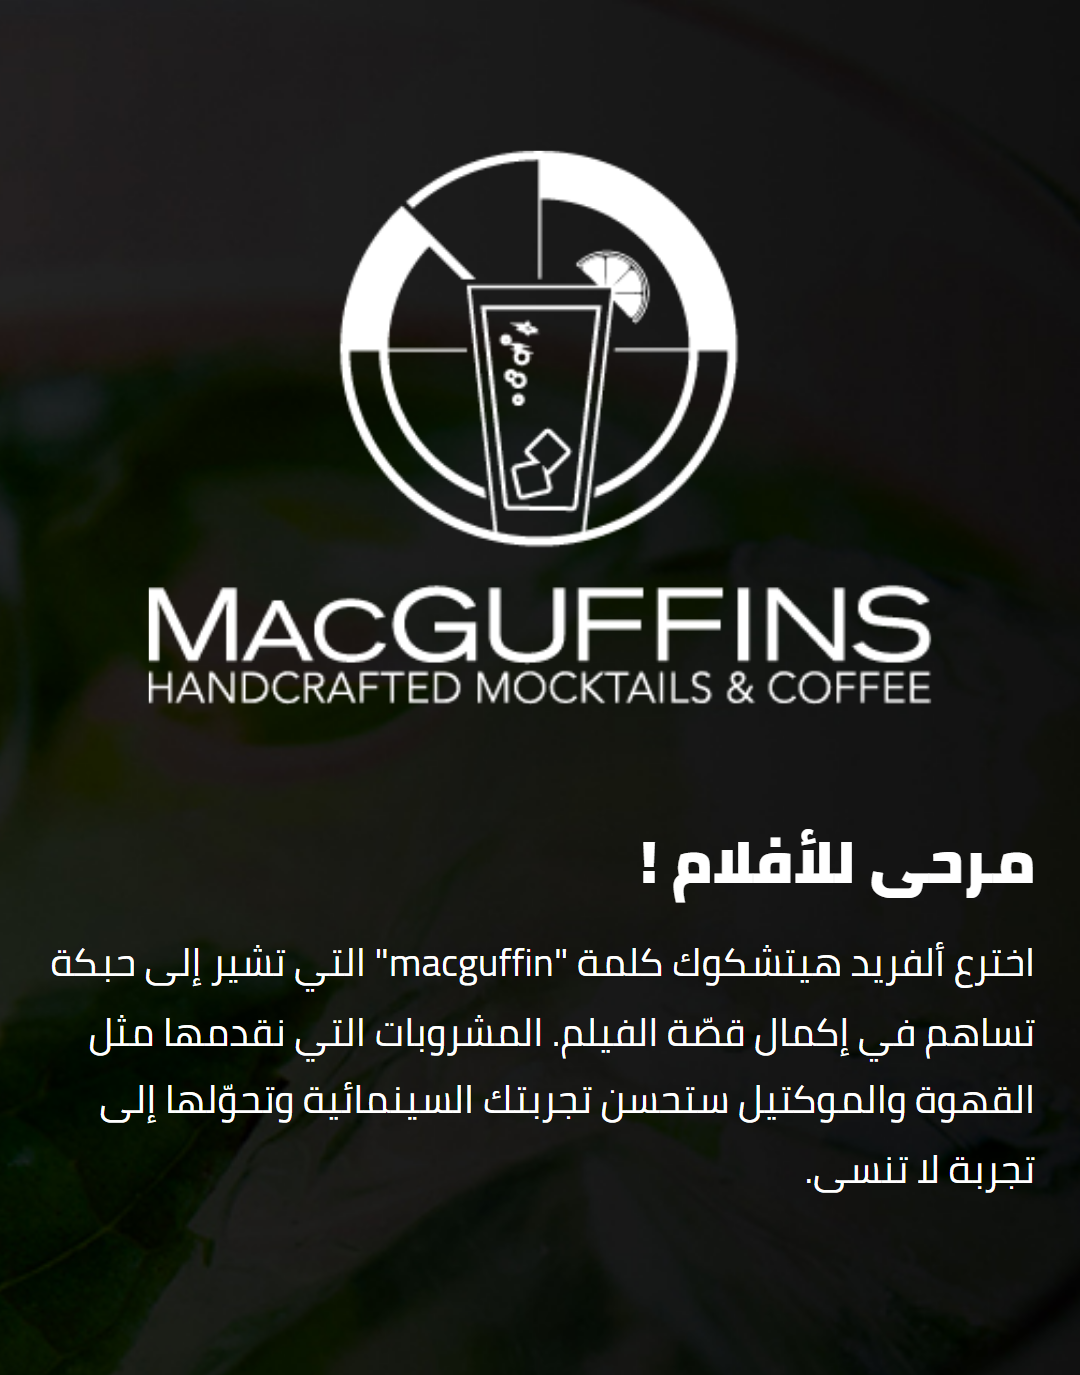 MACGUFFINS
HANDCRAFTED MOCKTAILS & COFFEE
مرحى للأفلام !
اخترع ألفريد هيتشكوك كلمة "macguffin" التي تشير إلى حبكة
تساهم في إكمال قصّة الفيلم. المشروبات التي نقدمها مثل
القهوة والموكتيل ستحسن تجربتك السينمائية وتحوّلها إلى
تجربة لا تنسى.